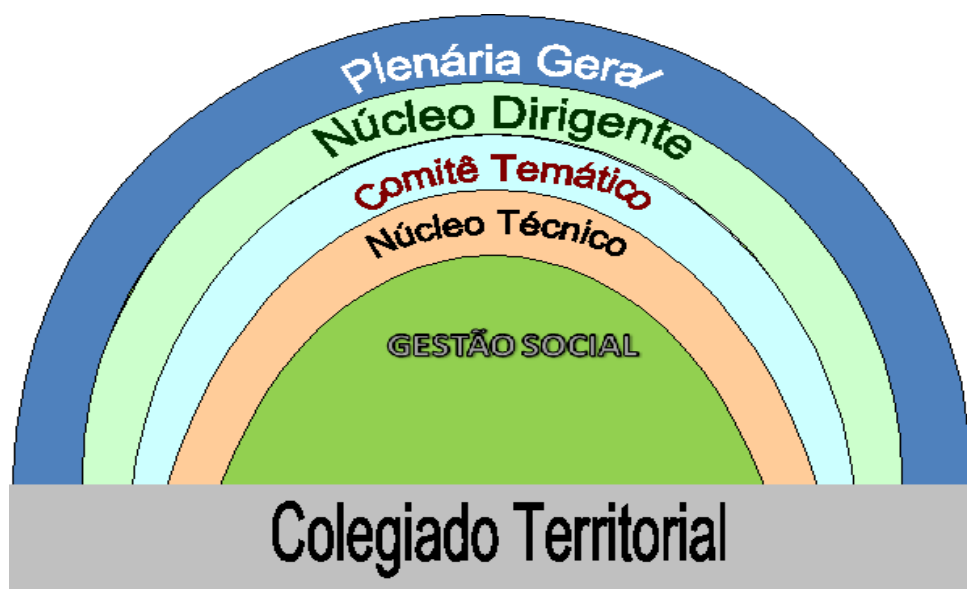 Plenária Geral
Núcleo Dirigente
Comitê Temático
Núcleo Técnico
GESTÃO SOCIAL
Colegiado Territorial